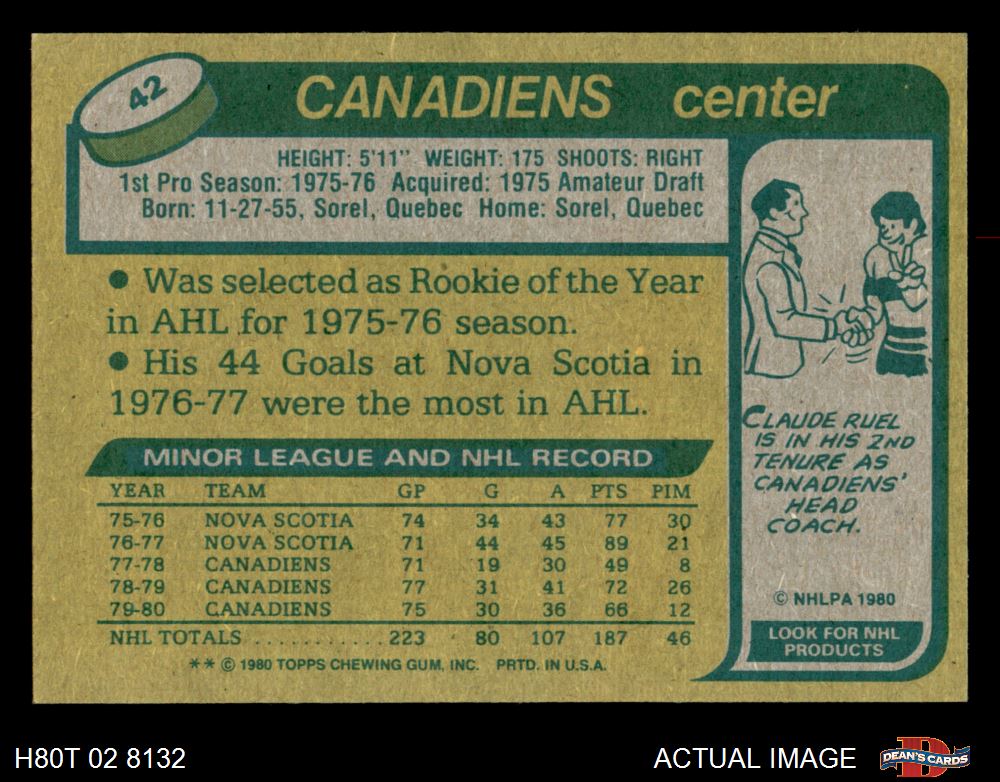 42
CANADIENS center
HEIGHT: 5'11" WEIGHT: 175 SHOOTS: RIGHT
1st Pro Season: 1975-76 Acquired: 1975 Amateur Draft
Born: 11-27-55, Sorel, Quebec Home: Sorel, Quebec
• Was selected as Rookie of the Year
in AHL for 1975-76 season.
• His 44 Goals at Nova Scotia in
1976-77 were the most in AHL.
MINOR LEAGUE AND NHL RECORD
YEAR TEAM GP G A PTS PIM
75-76 NOVA SCOTIA 74 34 43 77 30
76-77 NOVA SCOTIA 71 44 45 89 21
77-78 CANADIENS 71 19 30 49 8
78-79 CANADIENS 77 31 41 72 26
79-80 CANADIENS 75 30 36 66 12
NHL TOTALS . . . . . . . . . . . 223 80 107 187 46
** © 1980 TOPPS CHEWING GUM, INC. PRTD. IN U.S.A.
CLAUDE RUEL
IS IN HIS 2ND
TENURE AS
CANADIENS'
HEAD
COACH.
© NHLPA 1980
LOOK FOR NHL
PRODUCTS
H80T 02 8132
ACTUAL IMAGE
DEAN'S CARDS